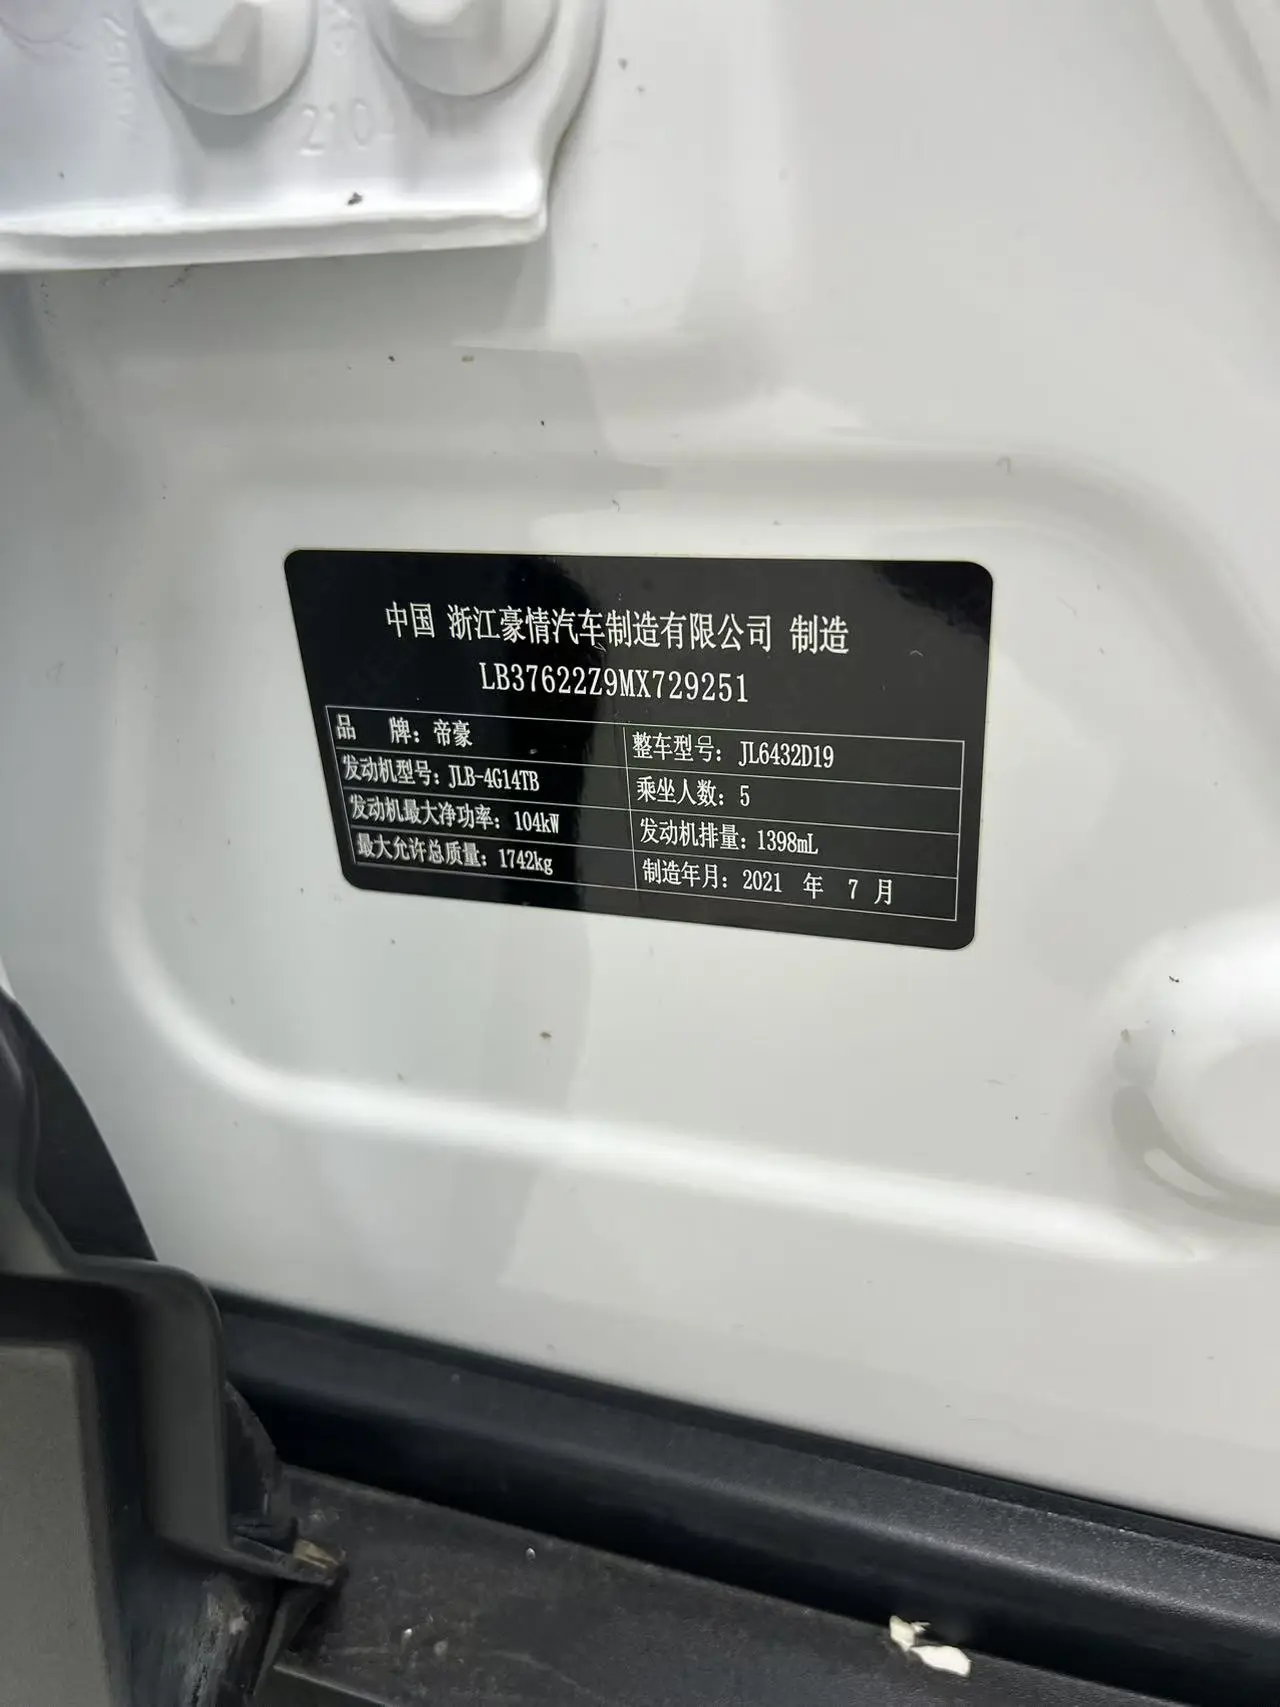 210
中国 浙江豪情汽车制造有限公司 制造
LB37622Z9MX729251
品 牌：帝豪 整车型号：JL6432D19
发动机型号：JLB-4G14TB 乘坐人数：5
发动机最大净功率：104kW 发动机排量：1398mL
最大允许总质量：1742kg 制造年月：2021 年 7 月